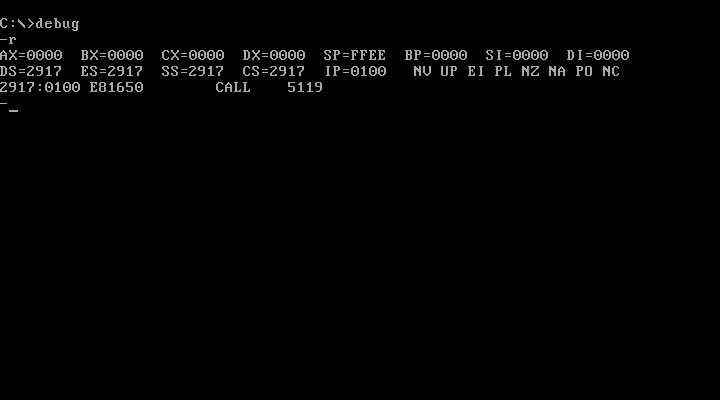 C:\>debug
-r
AX=0000  BX=0000  CX=0000  DX=0000  SP=FFEE  BP=0000  SI=0000  DI=0000
DS=2917  ES=2917  SS=2917  CS=2917  IP=0100   NV UP EI PL NZ NA PO NC
2917:0100 E81650        CALL    5119
-_